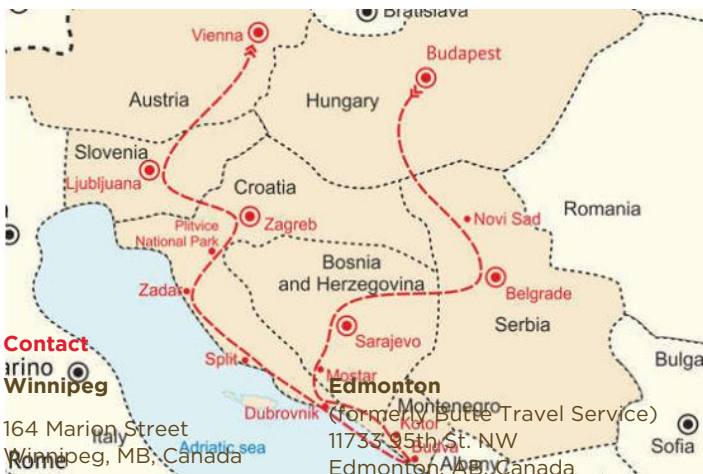 Bratislava
Vienna
Budapest
Austria
Hungary
Slovenia
Ljubljuana
Croatia
Zagreb
Romania
Novi Sad
Plitvice
National Park
Bosnia
and Herzegovina
Zadar
Belgrade
Serbia
Sarajevo
Contact
arino
Split
Mostar
Bulga
Winnipeg
Edmonton
Dubrovnik
Montenegro
(formerly Butte Travel Service)
164 Marion Street
Kotor
Italy
Adriatic sea
11733 95th St. NW
Sofia
Winnipeg, MB, Canada
Rome
Budva
Edmonton, AB, Canada